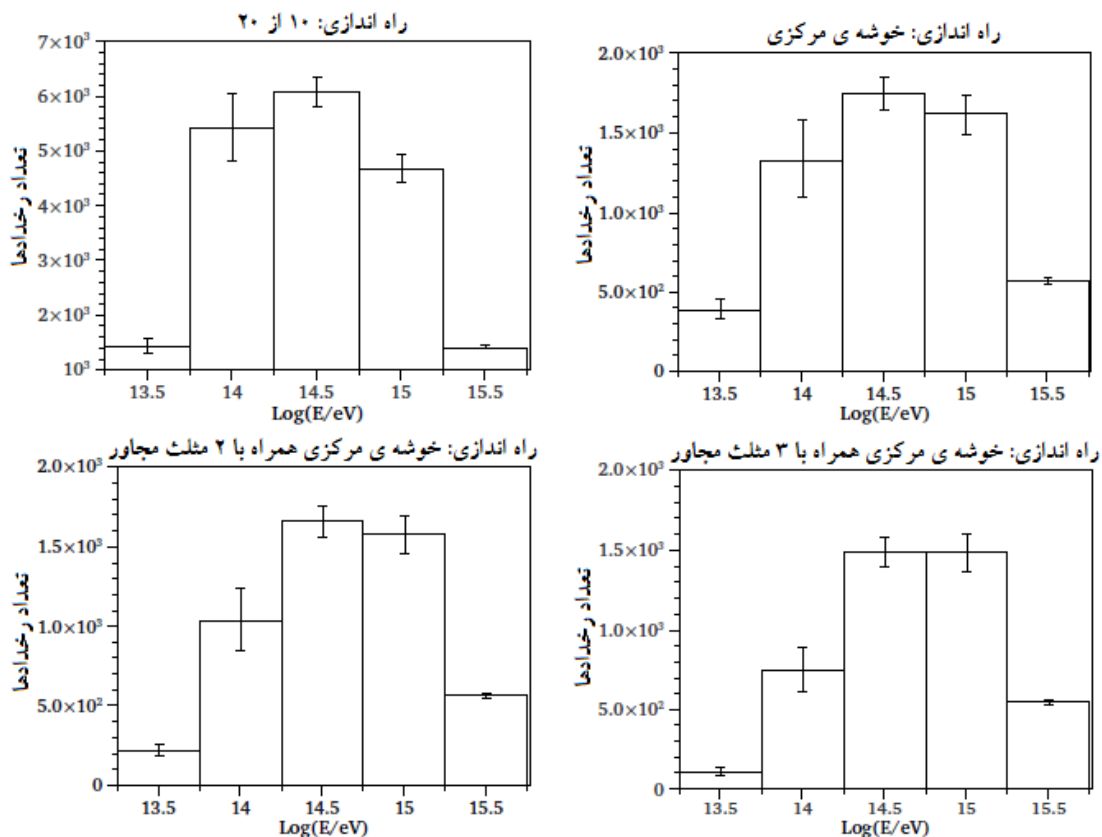 راه اندازی: ۱۰ از ۲۰
7×10³
6×10³
5×10³
4×10³
3×10³
2×10³
10³
تعداد رخدادها
13.5 14 14.5 15 15.5
Log(E/eV)
راه اندازی: خوشه ی مرکزی
2.0×10³
1.5×10³
1.0×10³
5.0×10²
0
تعداد رخدادها
13.5 14 14.5 15 15.5
Log(E/eV)
راه اندازی: خوشه ی مرکزی همراه با ۲ مثلث مجاور
2.0×10³
1.5×10³
1.0×10³
5.0×10²
0
تعداد رخدادها
13.5 14 14.5 15 15.5
Log(E/eV)
راه اندازی: خوشه ی مرکزی همراه با ۳ مثلث مجاور
2.0×10³
1.5×10³
1.0×10³
5.0×10²
0
تعداد رخدادها
13.5 14 14.5 15 15.5
Log(E/eV)